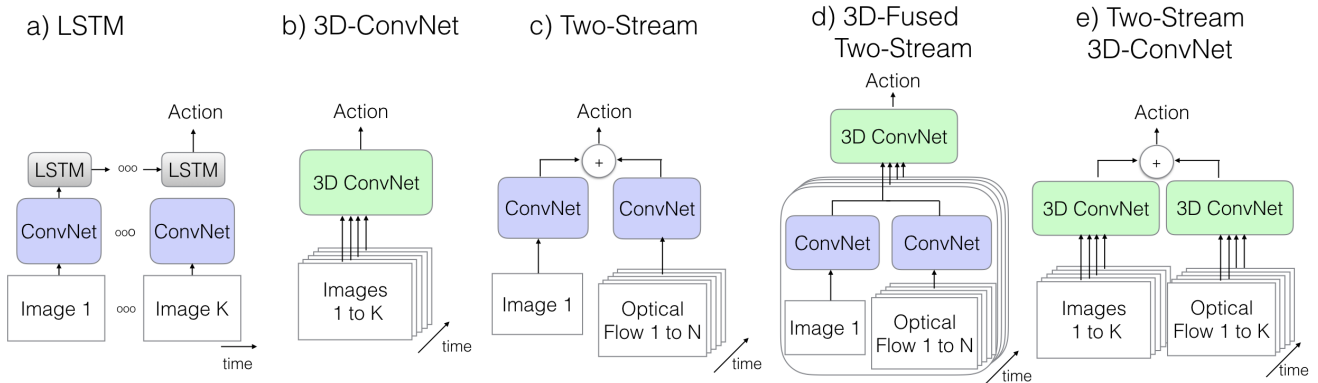 a) LSTM
Action
LSTM
ooo
LSTM
ConvNet
ooo
ConvNet
Image 1
ooo
Image K
time
b) 3D-ConvNet
Action
3D ConvNet
Images
1 to K
time
c) Two-Stream
Action
+
ConvNet
ConvNet
Image 1
Optical
Flow 1 to N
time
d) 3D-Fused
Two-Stream
Action
3D ConvNet
ConvNet
ConvNet
Image 1
Optical
Flow 1 to N
time
e) Two-Stream
3D-ConvNet
Action
+
3D ConvNet
3D ConvNet
Images
1 to K
Optical
Flow 1 to K
time